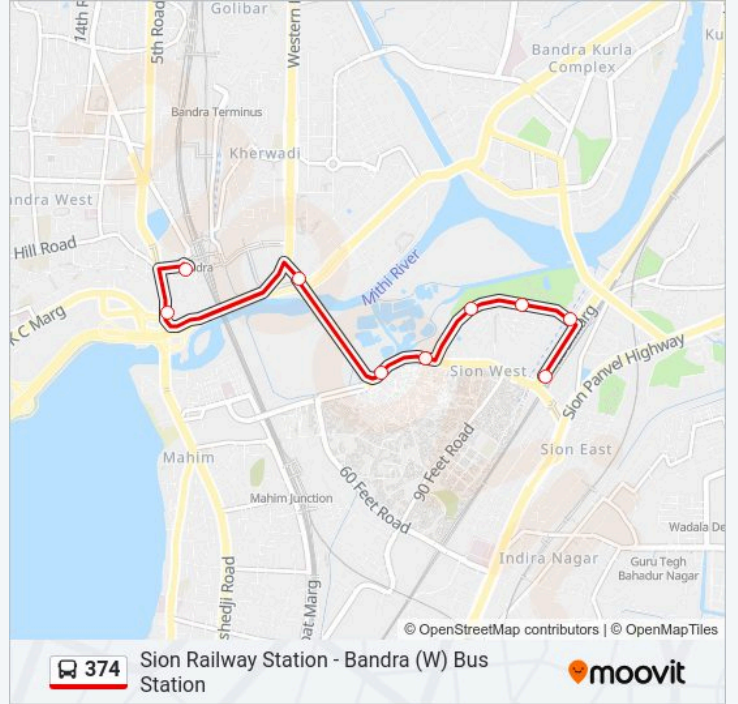 Golibar
14th R
5th Road
Western
Bandra Kurla
Complex
Ku
Bandra Terminus
Kherwadi
ndra West
Hill Road
dra
Mithi River
K C Marg
arg
Sion Panvel Highway
Sion West
Mahim
60 Feet Road
90 Feet Road
Sion East
Mahim Junction
Wadala De
Indira Nagar
Guru Tegh
Bahadur Nagar
shedji Road
pat Marg
© OpenStreetMap contributors | © OpenMapTiles
374
Sion Railway Station - Bandra (W) Bus
Station
moovit